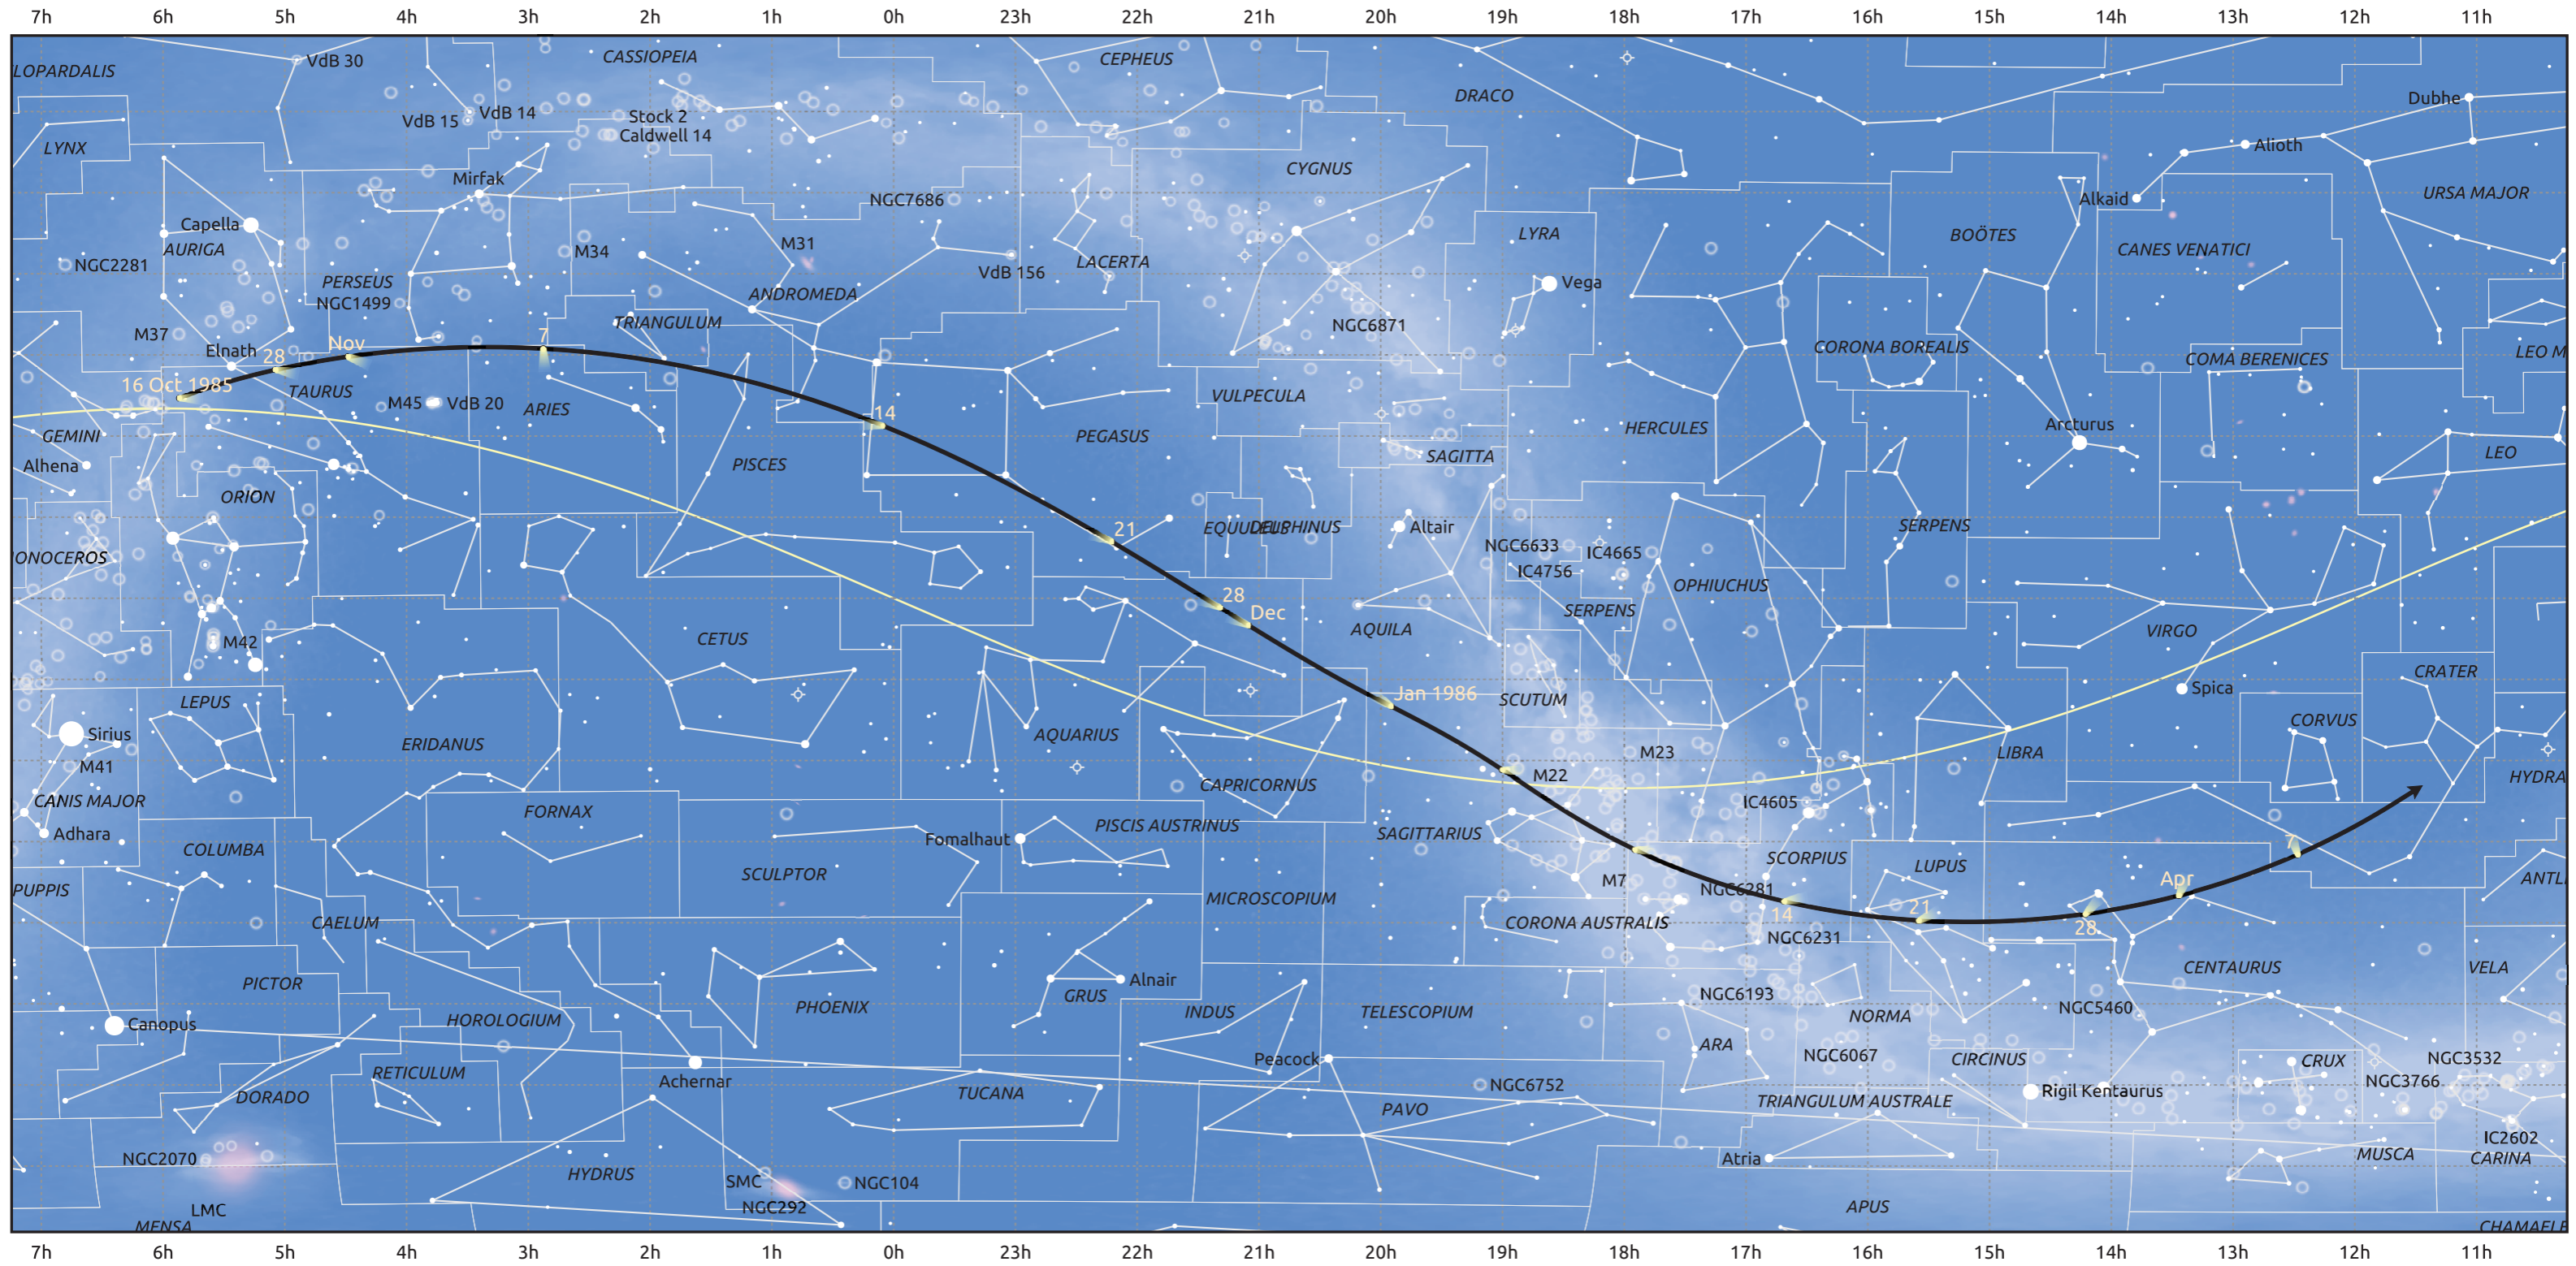 7h 6h 5h 4h 3h 2h 1h 0h 23h 22h 21h 20h 19h 18h 17h 16h 15h 14h 13h 12h 11h
VdB 30
CASSIOPEIA
CEPHEUS
LOPARDALIS
DRACO
Dubhe
VdB 15
VdB 14
Stock 2
Caldwell 14
LYNX
Alioth
CYGNUS
Mirfak
URSA MAJOR
Alkaid
NGC7686
Capella
AURIGA
M31
M34
LYRA
BOÖTES
CANES VENATICI
NGC2281
LACERTA
VdB 156
PERSEUS
NGC1499
ANDROMEDA
Vega
TRIANGULUM
NGC6871
M37
Elnath
28
Nov
7
CORONA BOREALIS
COMA BERENICES
LEO M
16 Oct 1985
TAURUS
M45
VdB 20
ARIES
14
VULPECULA
GEMINI
PEGASUS
HERCULES
Arcturus
Alhena
PISCES
SAGITTA
LEO
ORION
21
EQUULEUS
DELPHINUS
Altair
SERPENS
ONOCEROS
NGC6633
IC4665
IC4756
OPHIUCHUS
28
Dec
SERPENS
M42
CETUS
AQUILA
VIRGO
CRATER
LEPUS
Jan 1986
SCUTUM
Spica
Sirius
ERIDANUS
AQUARIUS
CORVUS
M41
M23
LIBRA
M22
HYDRA
CANIS MAJOR
FORNAX
CAPRICORNUS
IC4605
Adhara
Fomalhaut
PISCIS AUSTRINUS
SAGITTARIUS
7
COLUMBA
SCULPTOR
SCORPIUS
LUPUS
PUPPIS
M7
NGC6281
Apr
ANTL
CAELUM
MICROSCOPIUM
CORONA AUSTRALIS
14
21
28
NGC6231
PICTOR
Alnair
GRUS
CENTAURUS
VELA
PHOENIX
NGC6193
NGC5460
Canopus
HOROLOGIUM
INDUS
TELESCOPIUM
NORMA
ARA
Peacock
NGC6067
CIRCINUS
CRUX
NGC3532
RETICULUM
Achernar
NGC6752
NGC3766
DORADO
TUCANA
PAVO
TRIANGULUM AUSTRALE
Rigil Kentaurus
NGC2070
HYDRUS
SMC
NGC104
Atria
MUSCA
IC2602
CARINA
NGC292
LMC
MENSA
APUS
CHAMAELE
7h 6h 5h 4h 3h 2h 1h 0h 23h 22h 21h 20h 19h 18h 17h 16h 15h 14h 13h 12h 11h